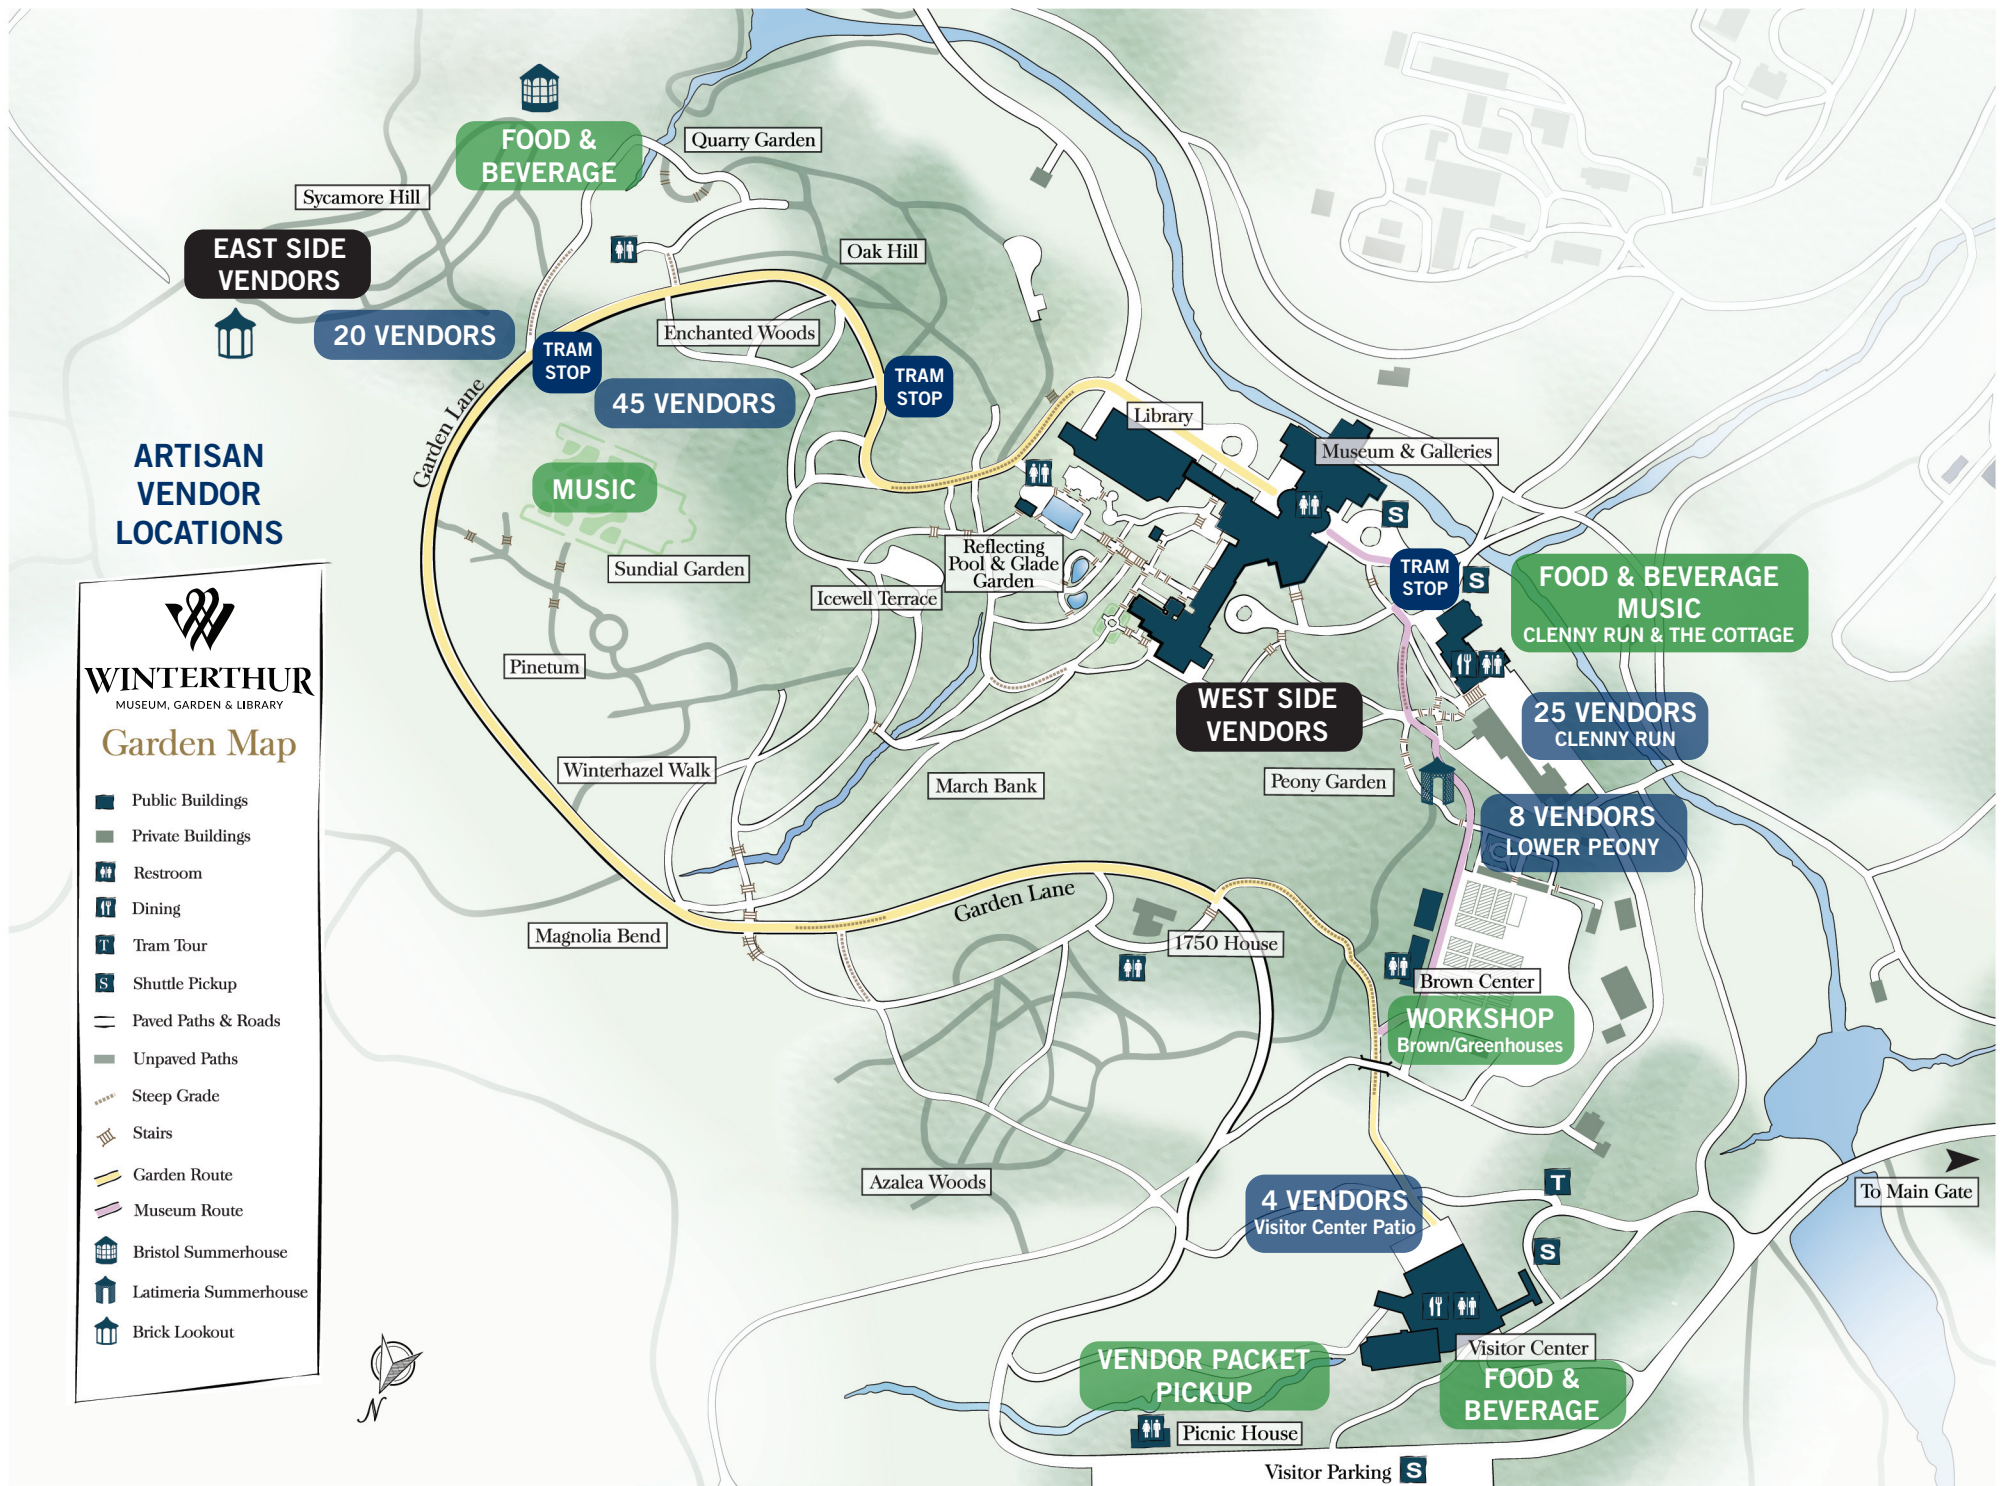 FOOD &
BEVERAGE
Quarry Garden
Sycamore Hill
EAST SIDE
VENDORS
Oak Hill
20 VENDORS
Enchanted Woods
TRAM
STOP
TRAM
STOP
45 VENDORS
Garden Lane
Library
Museum & Galleries
ARTISAN
VENDOR
LOCATIONS
MUSIC
S
Sundial Garden
Reflecting
Pool & Glade
Garden
Icewell Terrace
TRAM
STOP
S
FOOD & BEVERAGE
MUSIC
CLENNY RUN & THE COTTAGE
Pinetum
WEST SIDE
VENDORS
25 VENDORS
CLENNY RUN
Winterhazel Walk
March Bank
Peony Garden
8 VENDORS
LOWER PEONY
Garden Lane
Magnolia Bend
1750 House
Brown Center
WORKSHOP
Brown/Greenhouses
Azalea Woods
4 VENDORS
Visitor Center Patio
T
To Main Gate
S
Visitor Center
VENDOR PACKET
PICKUP
FOOD &
BEVERAGE
Picnic House
Visitor Parking S
WINTERTHUR
MUSEUM, GARDEN & LIBRARY
Garden Map
Public Buildings
Private Buildings
Restroom
Dining
T Tram Tour
S Shuttle Pickup
Paved Paths & Roads
Unpaved Paths
Steep Grade
Stairs
Garden Route
Museum Route
Bristol Summerhouse
Latimeria Summerhouse
Brick Lookout
N